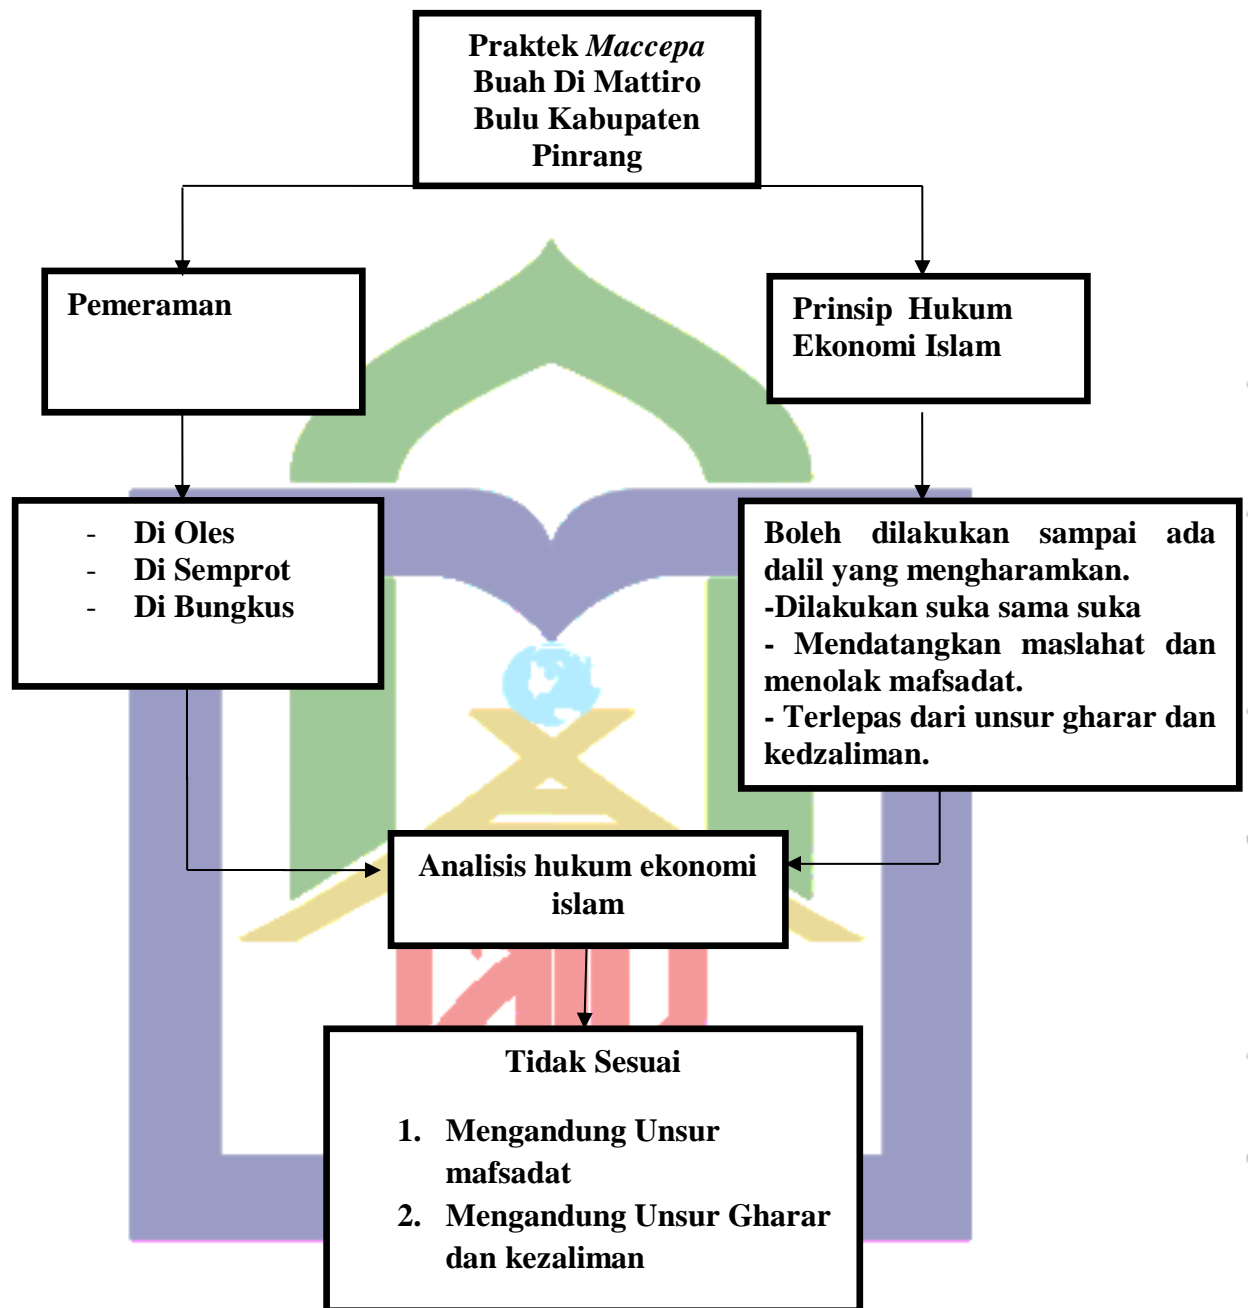 Praktek Maccepa
Buah Di Mattiro
Bulu Kabupaten
Pinrang
Pemeraman
Prinsip Hukum
Ekonomi Islam
- Di Oles
- Di Semprot
- Di Bungkus
Boleh dilakukan sampai ada
dalil yang mengharamkan.
-Dilakukan suka sama suka
- Mendatangkan maslahat dan
menolak mafsadat.
- Terlepas dari unsur gharar dan
kedzaliman.
Analisis hukum ekonomi
islam
Tidak Sesuai
1. Mengandung Unsur
mafsadat
2. Mengandung Unsur Gharar
dan kezaliman